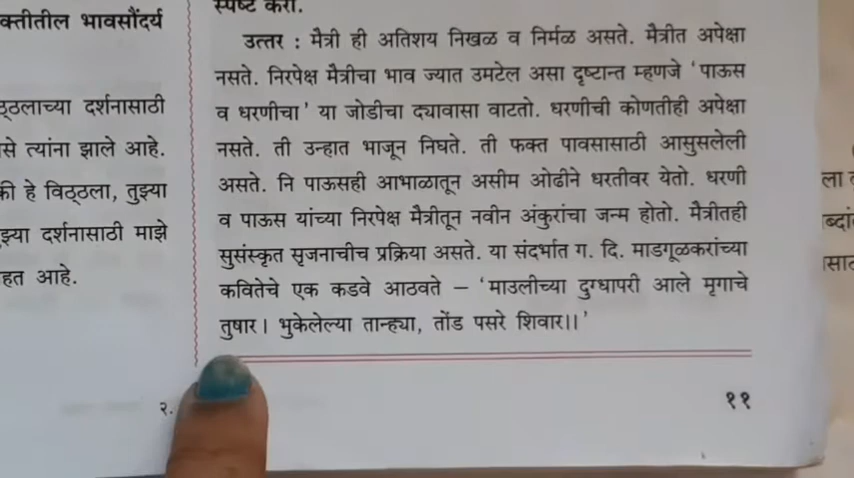 क्तीतील भावसौंदर्य
दर्शनासाठी
से त्यांना झाले आहे.
की हे विठ्ठला, तुझ्या
दर्शनासाठी माझे
आहे.
स्पष्ट करा.
उत्तर : मैत्री ही अतिशय निखळ व निर्मळ असते. मैत्रीत अपेक्षा
नसते. निरपेक्ष मैत्रीचा भाव ज्यात उमटेल असा दृष्टान्त म्हणजे ‘पाऊस
व धरणीचा’ या जोडीचा द्यावासा वाटतो. धरणीची कोणतीही अपेक्षा
नसते. ती उन्हात भाजून निघते. ती फक्त पावसासाठी आसुसलेली
असते. नि पाऊसही आभाळातून असीम ओढीने धरतीवर येतो. धरणी
व पाऊस यांच्या निरपेक्ष मैत्रीतून नवीन अंकुरांचा जन्म होतो. मैत्रीतही
सुसंस्कृत सृजनाचीच प्रक्रिया असते. या संदर्भात ग. दि. माडगूळकरांच्या
कवितेचे एक कडवे आठवते – ‘माउलीच्या दुग्धापरी आले मृगाचे
तुषार। भुकेलेल्या तान्ह्या, तोंड पसरे शिवार।।’
२.
११